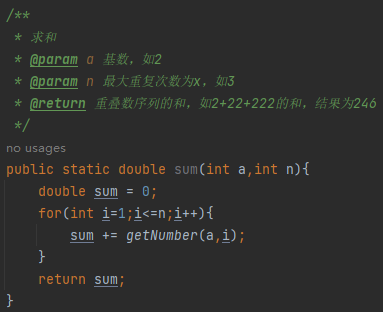 /**
 * 求和
 * @param a 基数，如2
 * @param n 最大重复次数为x，如3
 * @return 重叠数序列的和，如2+22+222的和，结果为246
 */
no usages
public static double sum(int a,int n){
    double sum = 0;
    for(int i=1;i<=n;i++){
        sum += getNumber(a,i);
    }
    return sum;
}